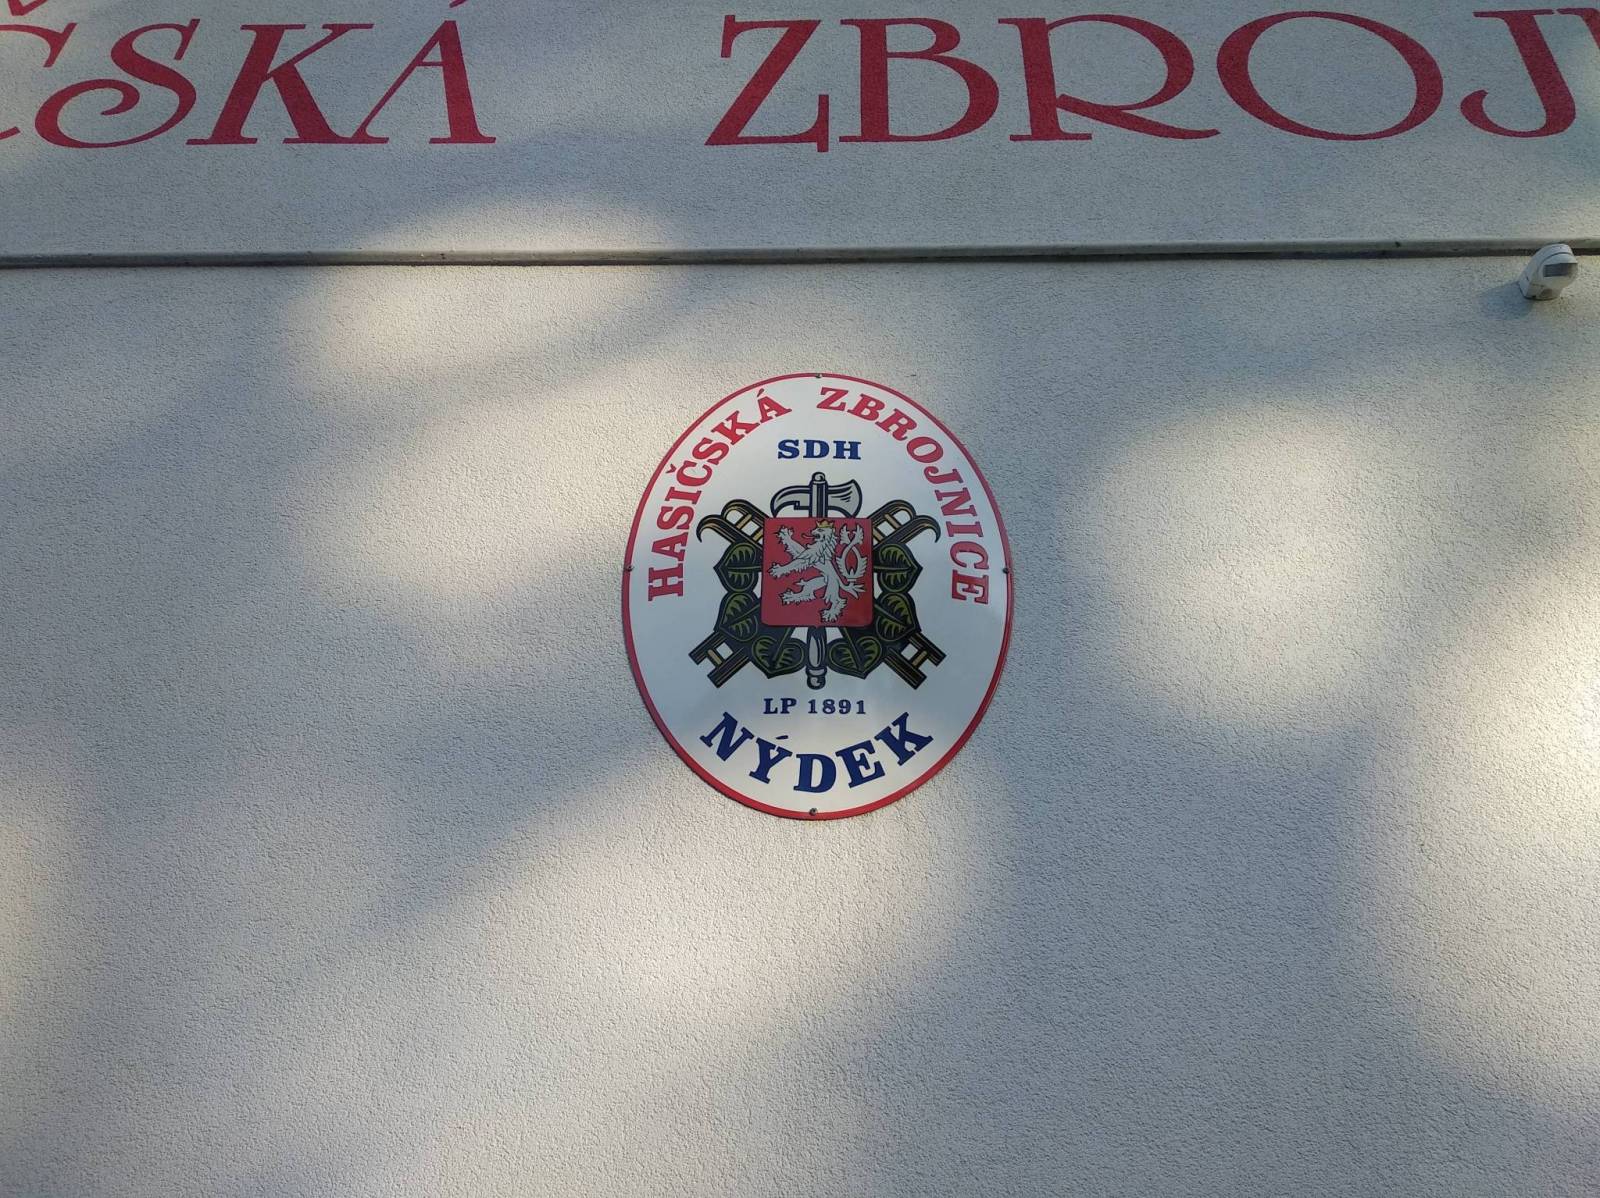 ČSKÁ ZBROJ
HASIČSKÁ ZBROJNICE
SDH
LP 1891
NÝDEK